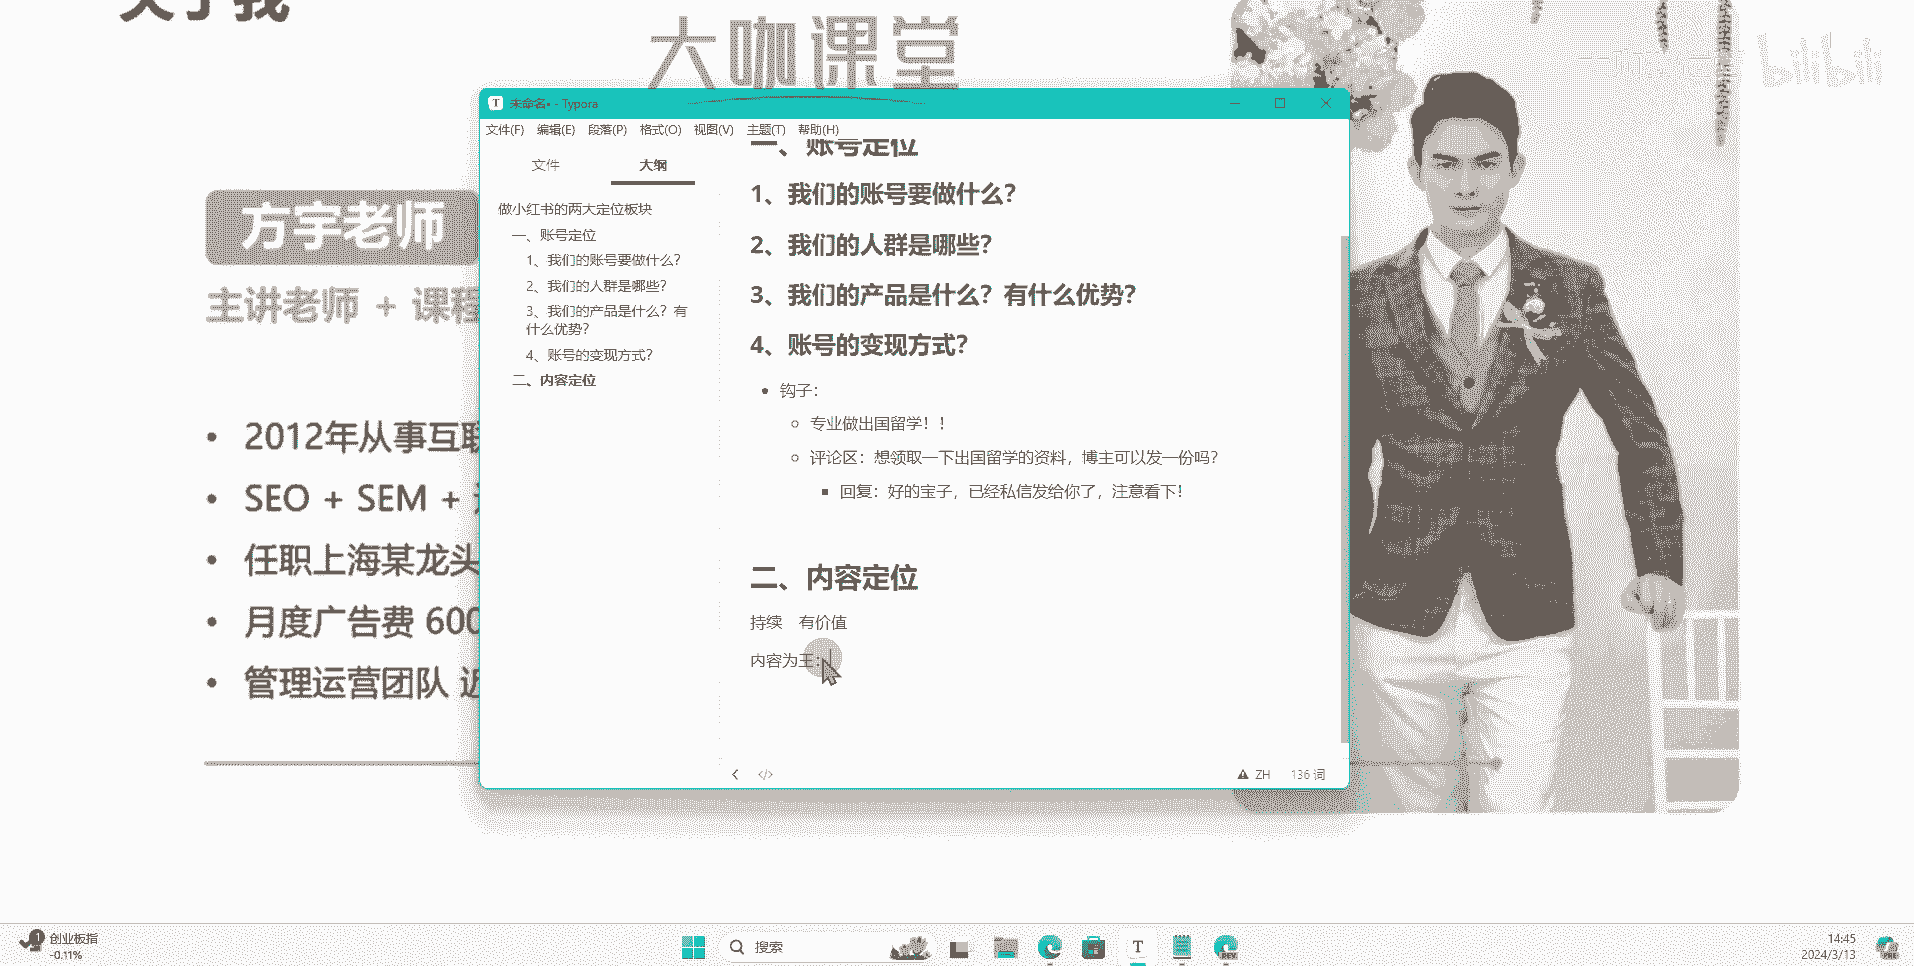 关于我
大咖课堂
bilibili
方宇老师
主讲老师 + 课程
2012年从事互联
SEO + SEM +
任职上海某龙头
月度广告费 600
管理运营团队 近
T 未命名• - Typora
文件(F) 编辑(E) 段落(P) 格式(O) 视图(V) 主题(T) 帮助(H)
文件 大纲
做小红书的两大定位板块
一、账号定位
1、我们的账号要做什么？
2、我们的人群是哪些？
3、我们的产品是什么？有
什么优势？
4、账号的变现方式？
二、内容定位
一、账号定位
1、我们的账号要做什么？
2、我们的人群是哪些？
3、我们的产品是什么？有什么优势？
4、账号的变现方式？
钩子：
专业做出国留学！！
评论区：想领取一下出国留学的资料，博主可以发一份吗？
回复：好的宝子，已经私信发给你了，注意看下！
二、内容定位
持续 有价值
内容为王：
ZH 136 词
1 创业板指
-0.11%
搜索
T
14:45
2024/3/13